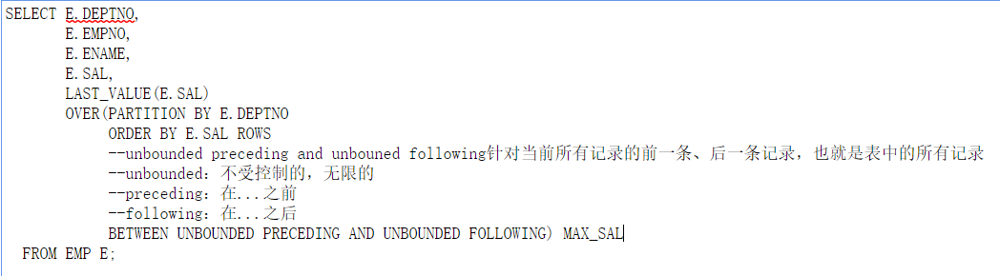 SELECT E.DEPTNO,
E.EMPNO,
E.ENAME,
E.SAL,
LAST_VALUE(E.SAL)
OVER(PARTITION BY E.DEPTNO
ORDER BY E.SAL ROWS
--unbounded preceding and unbouned following针对当前所有记录的前一条、后一条记录，也就是表中的所有记录
--unbounded：不受控制的，无限的
--preceding：在...之前
--following：在...之后
BETWEEN UNBOUNDED PRECEDING AND UNBOUNDED FOLLOWING) MAX_SAL
FROM EMP E;